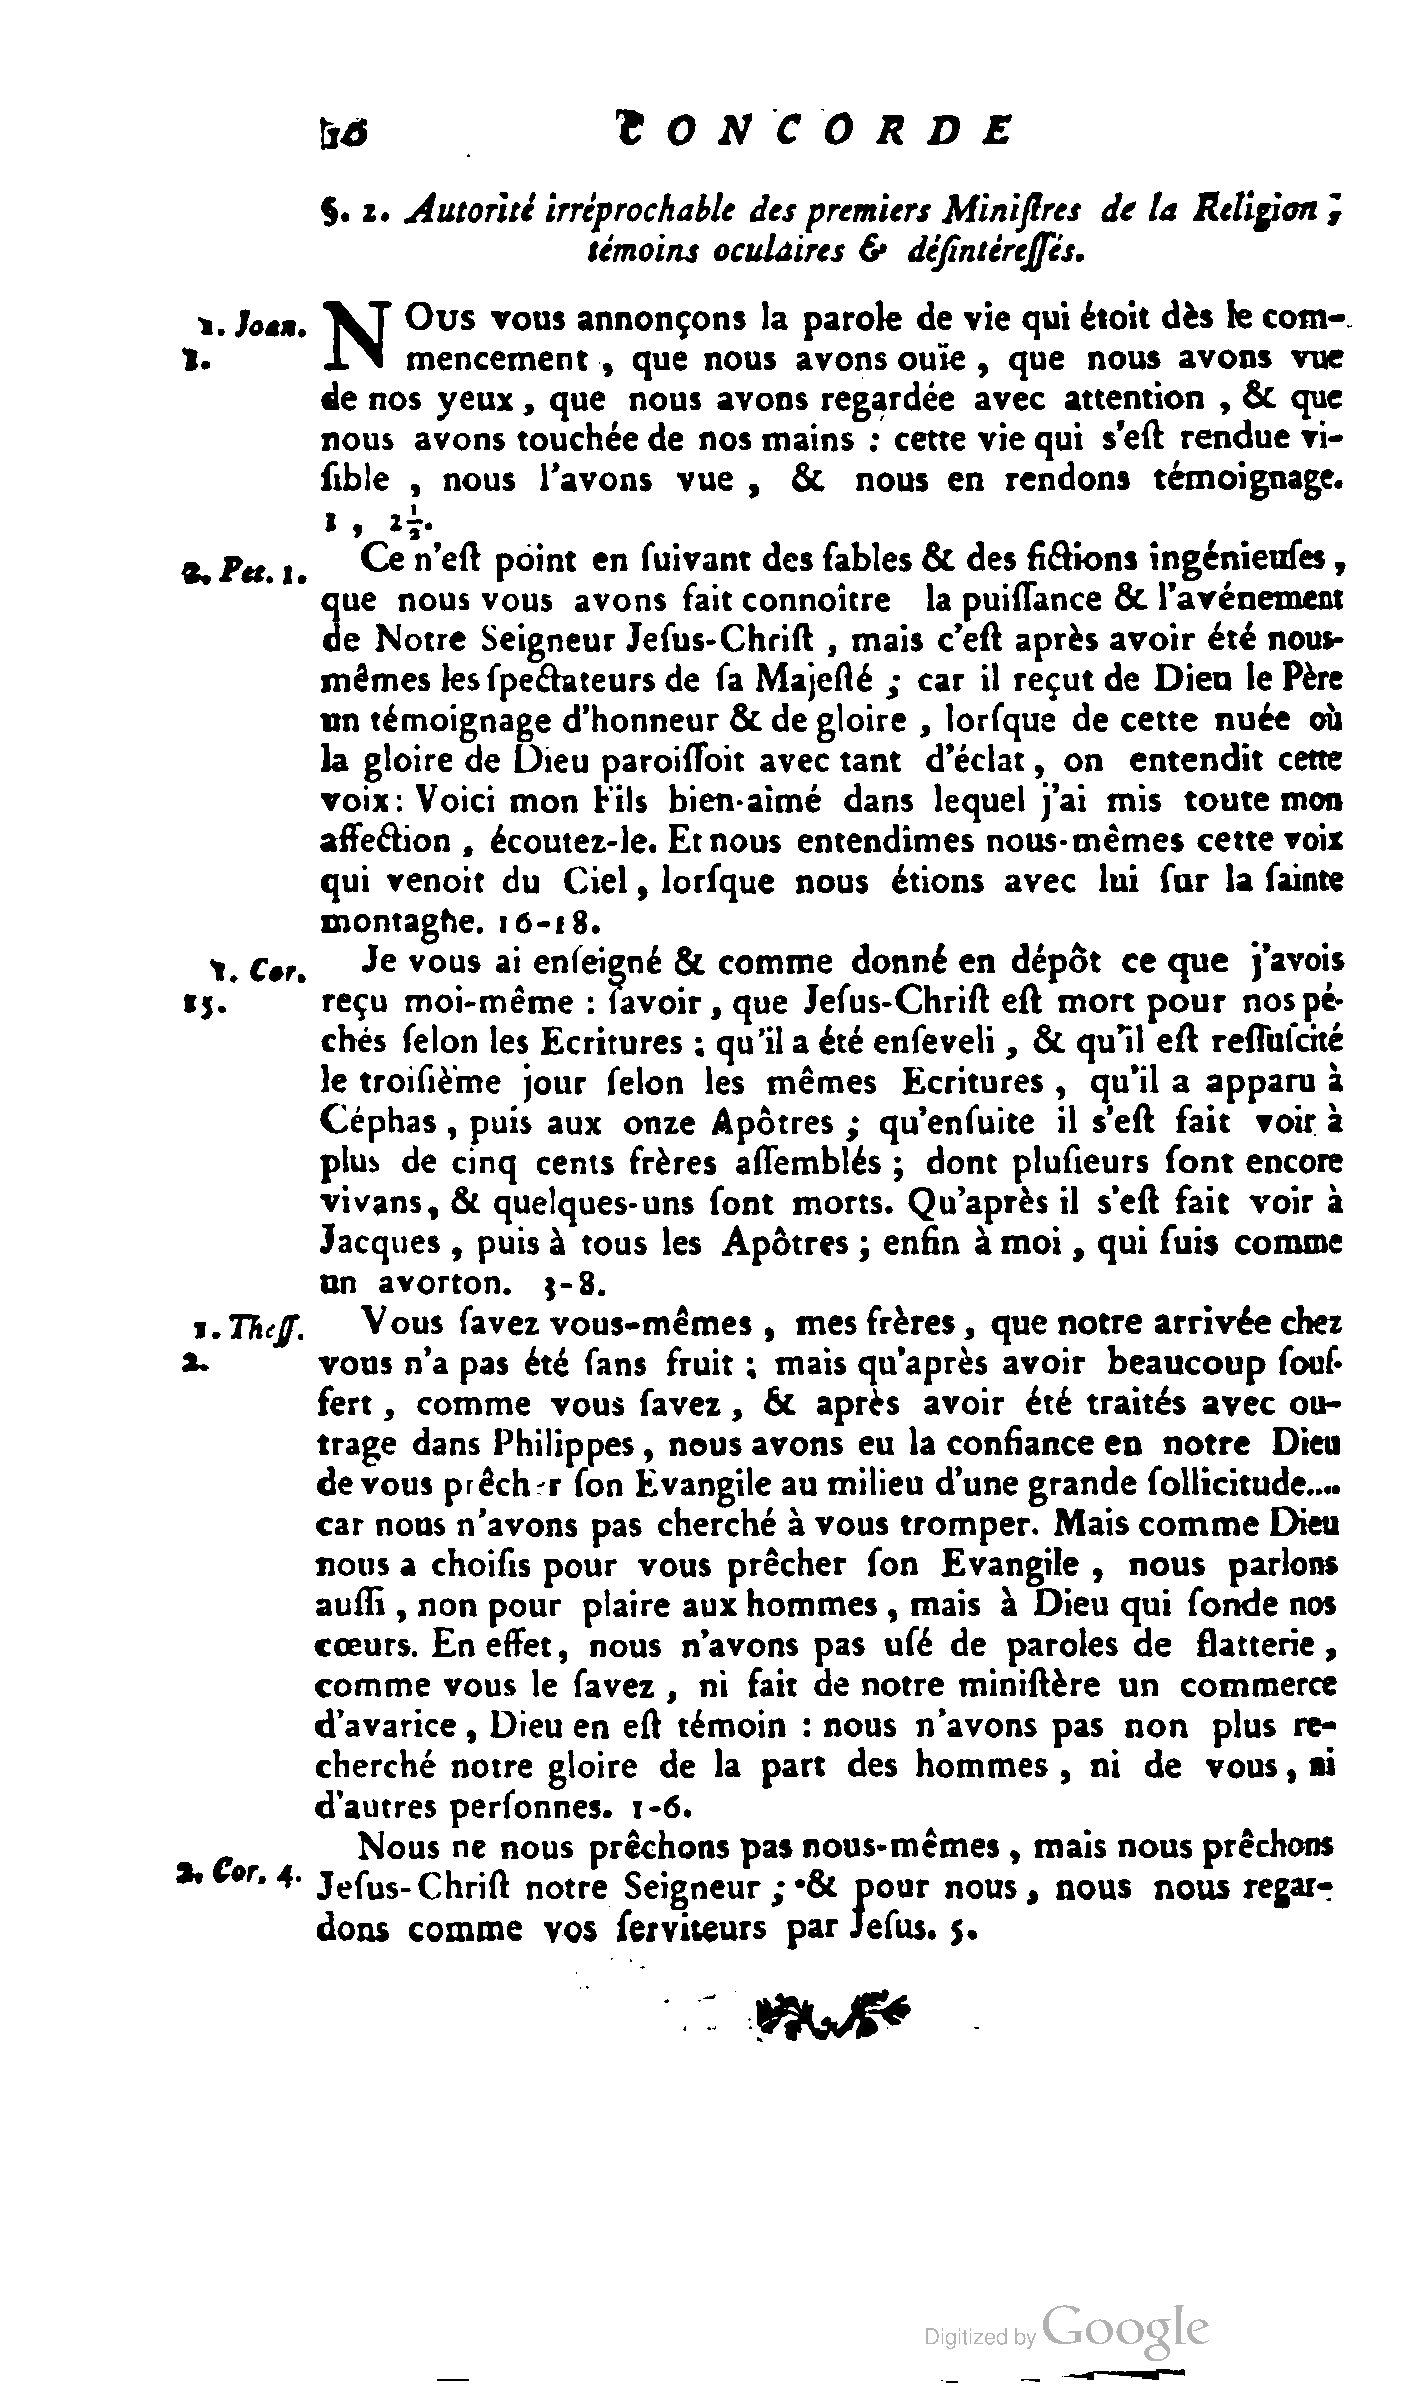 16 CONCORDE
§. 2. Autorité irréprochable des premiers Miniſtres de la Religion ;
témoins oculaires & déſintéreſſés.
1. Joan. NOus vous annonçons la parole de vie qui étoit dès le com-
1. mencement , que nous avons ouïe , que nous avons vue
de nos yeux , que nous avons regardée avec attention , & que
nous avons touchée de nos mains : cette vie qui s'eſt rendue vi-
ſible , nous l'avons vue , & nous en rendons témoignage.
1 , 2½.
2. Pet. 1. Ce n'eſt point en ſuivant des fables & des fictions ingénieuſes ,
que nous vous avons fait connoître la puiſſance & l'avénement
de Notre Seigneur Jeſus-Chriſt , mais c'eſt après avoir été nous-
mêmes les ſpectateurs de ſa Majeſté ; car il reçut de Dieu le Père
un témoignage d'honneur & de gloire , lorſque de cette nuée où
la gloire de Dieu paroiſſoit avec tant d'éclat , on entendit cette
voix : Voici mon Fils bien-aimé dans lequel j'ai mis toute mon
affection , écoutez-le. Et nous entendimes nous-mêmes cette voix
qui venoit du Ciel , lorſque nous étions avec lui ſur la ſainte
montagne. 16-18.
1. Cor. Je vous ai enſeigné & comme donné en dépôt ce que j'avois
15. reçu moi-même : ſavoir , que Jeſus-Chriſt eſt mort pour nos pé-
chés ſelon les Ecritures ; qu'il a été enſeveli , & qu'il eſt reſſuſcité
le troiſième jour ſelon les mêmes Ecritures , qu'il a apparu à
Céphas , puis aux onze Apôtres ; qu'enſuite il s'eſt fait voir à
plus de cinq cents frères aſſemblés ; dont pluſieurs ſont encore
vivans , & quelques-uns ſont morts. Qu'après il s'eſt fait voir à
Jacques , puis à tous les Apôtres ; enfin à moi , qui ſuis comme
un avorton. 3-8.
1. Theſſ. Vous ſavez vous-mêmes , mes frères , que notre arrivée chez
2. vous n'a pas été ſans fruit ; mais qu'après avoir beaucoup ſouf-
fert , comme vous ſavez , & après avoir été traités avec ou-
trage dans Philippes , nous avons eu la confiance en notre Dieu
de vous prêcher ſon Evangile au milieu d'une grande ſollicitude....
car nous n'avons pas cherché à vous tromper. Mais comme Dieu
nous a choiſis pour vous prêcher ſon Evangile , nous parlons
auſſi , non pour plaire aux hommes , mais à Dieu qui ſonde nos
cœurs. En effet , nous n'avons pas uſé de paroles de flatterie ,
comme vous le ſavez , ni fait de notre miniſtère un commerce
d'avarice , Dieu en eſt témoin : nous n'avons pas non plus re-
cherché notre gloire de la part des hommes , ni de vous , ni
d'autres perſonnes. 1-6.
Nous ne nous prêchons pas nous-mêmes , mais nous prêchons
2. Cor. 4. Jeſus-Chriſt notre Seigneur ; & pour nous , nous nous regar-
dons comme vos ſerviteurs par Jeſus. 5.
Digitized by Google